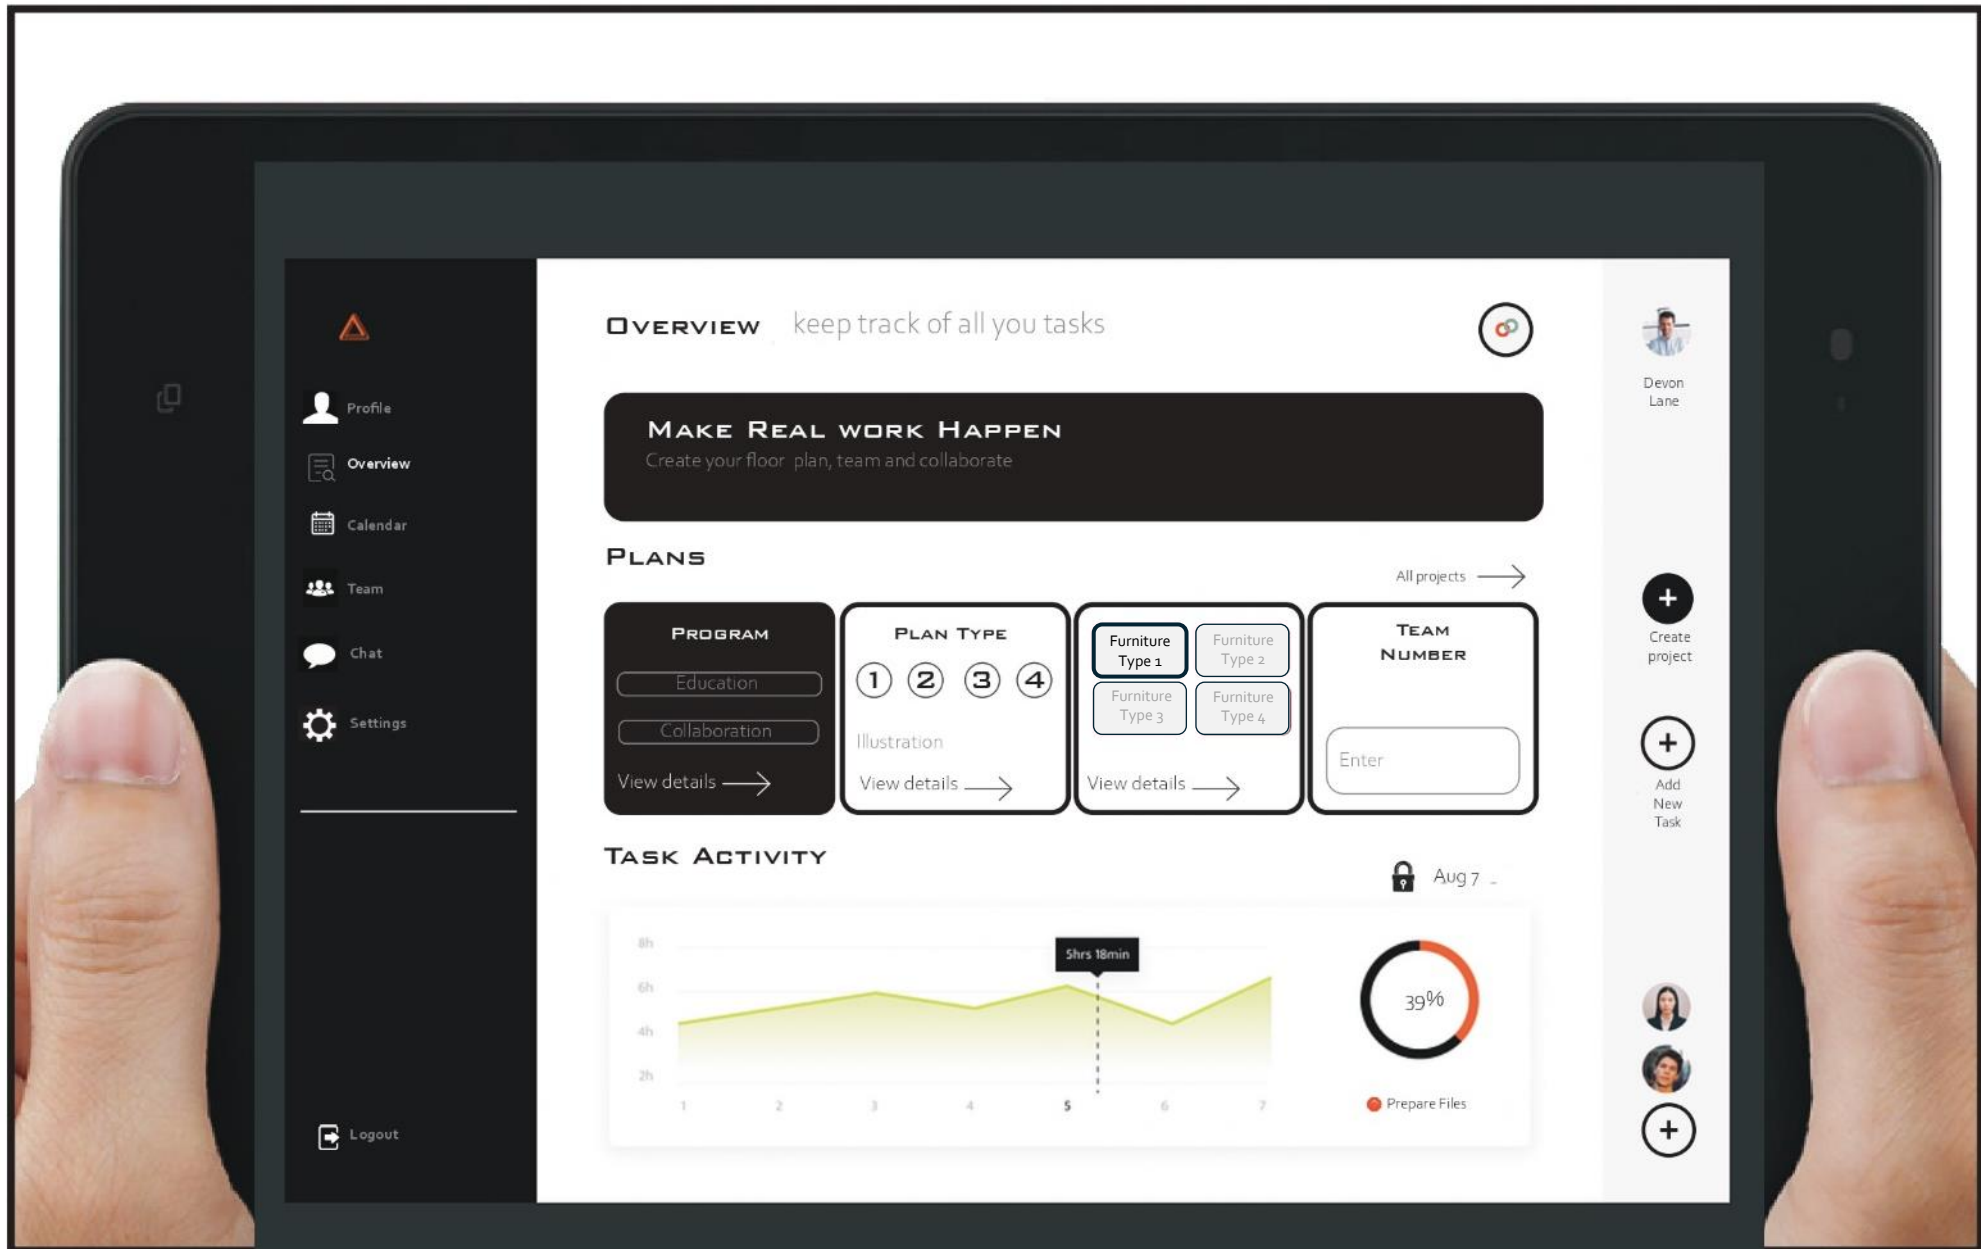 Profile
Overview
Calendar
Team
Chat
Settings
Logout
OVERVIEW keep track of all you tasks
MAKE REAL WORK HAPPEN
Create your floor plan, team and collaborate
PLANS
All projects
PROGRAM
Education
Collaboration
View details
PLAN TYPE
1 2 3 4
Illustration
View details
Furniture
Type 1
Furniture
Type 2
Furniture
Type 3
Furniture
Type 4
View details
TEAM
NUMBER
Enter
TASK ACTIVITY
Aug 7
8h
6h
4h
2h
5hrs 18min
1 2 3 4 5 6 7
39%
Prepare Files
Devon
Lane
+
Create
project
+
Add
New
Task
+